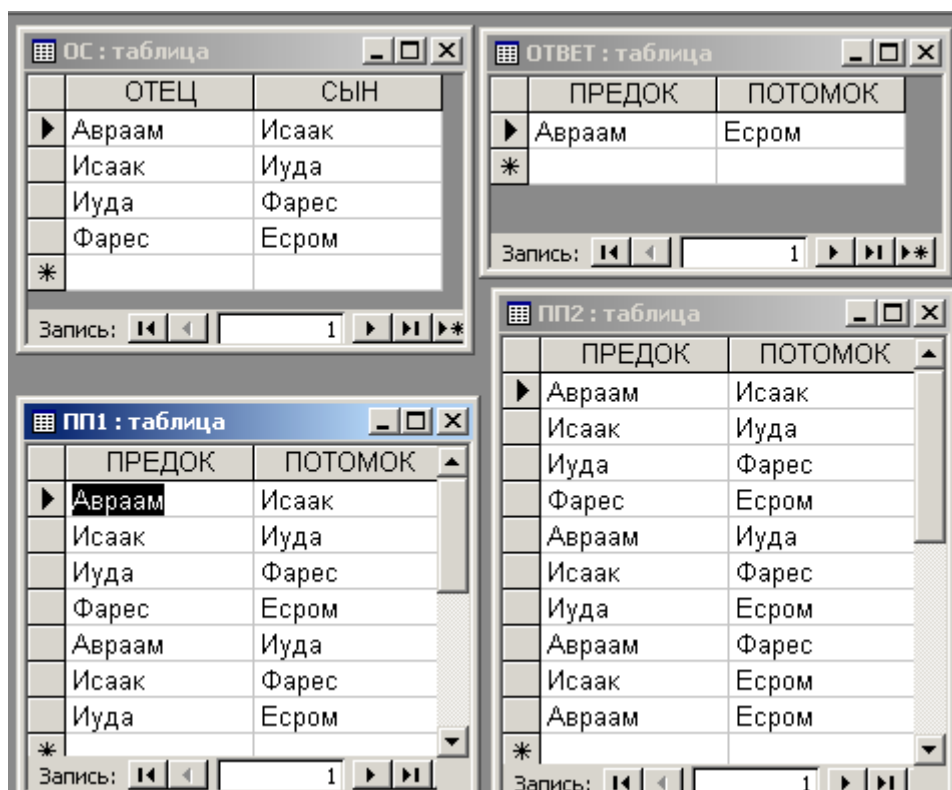 ОС : таблица
ОТЕЦ СЫН
Авраам Исаак
Исаак Иуда
Иуда Фарес
Фарес Есром
Запись: 1
ОТВЕТ : таблица
ПРЕДОК ПОТОМОК
Авраам Есром
Запись: 1
ПП1 : таблица
ПРЕДОК ПОТОМОК
Авраам Исаак
Исаак Иуда
Иуда Фарес
Фарес Есром
Авраам Иуда
Исаак Фарес
Иуда Есром
Запись: 1
ПП2 : таблица
ПРЕДОК ПОТОМОК
Авраам Исаак
Исаак Иуда
Иуда Фарес
Фарес Есром
Авраам Иуда
Исаак Фарес
Иуда Есром
Авраам Фарес
Исаак Есром
Авраам Есром
Запись: 1